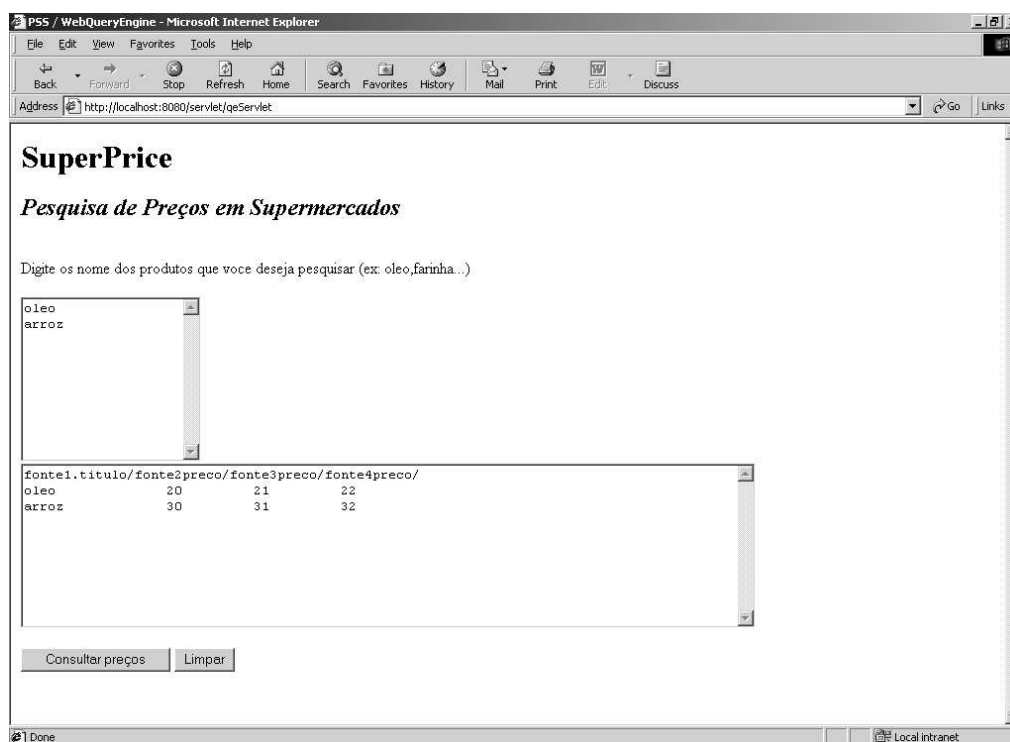 PSS / WebQueryEngine - Microsoft Internet Explorer
File Edit View Favorites Tools Help
Back Forward Stop Refresh Home Search Favorites History Mail Print Edit Discuss
Address http://localhost:8080/servlet/qeServlet Go Links
SuperPrice
Pesquisa de Preços em Supermercados
Digite os nome dos produtos que voce deseja pesquisar (ex: oleo,farinha...)
oleo
arroz
fonte1.titulo/fonte2preco/fonte3preco/fonte4preco/
oleo 20 21 22
arroz 30 31 32
Consultar preços Limpar
Done Local intranet